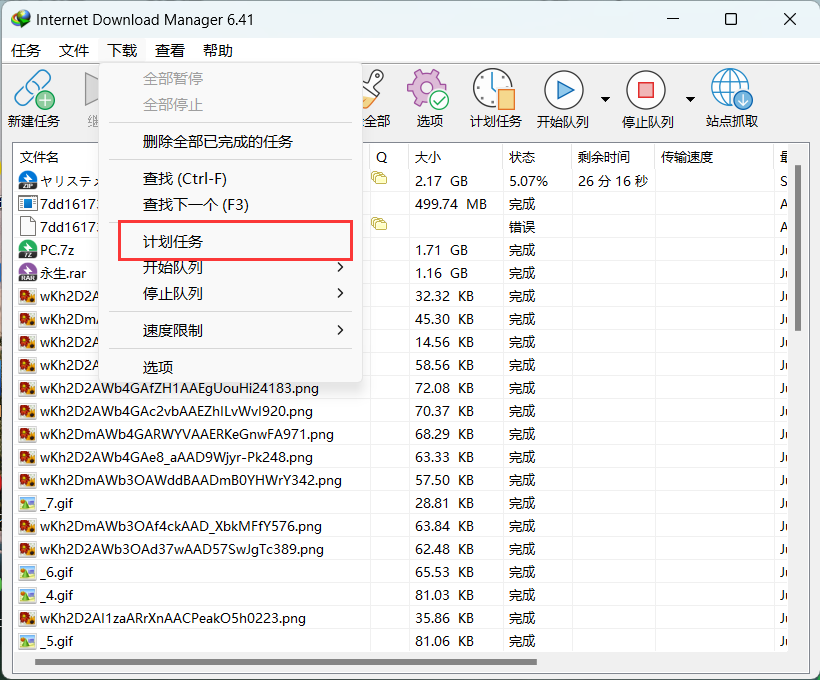 Internet Download Manager 6.41
任务 文件 下载 查看 帮助
全部暂停
全部停止
删除全部已完成的任务
查找 (Ctrl-F)
查找下一个 (F3)
计划任务
开始队列
停止队列
速度限制
选项
新建任务 继 全部 选项 计划任务 开始队列 停止队列 站点抓取
文件名 Q 大小 状态 剩余时间 传输速度
ZIP ヤリステメ 2.17 GB 5.07% 26 分 16 秒 S
7dd1617 499.74 MB 完成 A
7dd1617 错误 A
7Z PC.7z 1.71 GB 完成 Ju
RAR 永生.rar 1.16 GB 完成 Ju
wKh2D2A 32.32 KB 完成 Ju
wKh2DmA 45.30 KB 完成 Ju
wKh2D2A 14.56 KB 完成 Ju
wKh2D2A 58.56 KB 完成 Ju
wKh2D2AWb4GAfZH1AAEgUouHi24183.png 72.08 KB 完成 Ju
wKh2D2AWb4GAc2vbAAEZhILvWvI920.png 70.37 KB 完成 Ju
wKh2DmAWb4GARWYVAAERKeGnwFA971.png 68.29 KB 完成 Ju
wKh2D2AWb4GAe8_aAAD9Wjyr-Pk248.png 63.33 KB 完成 Ju
wKh2DmAWb3OAWddBAADmB0YHWrY342.png 57.50 KB 完成 Ju
_7.gif 28.81 KB 完成 Ju
wKh2DmAWb3OAf4ckAAD_XbkMFfY576.png 63.84 KB 完成 Ju
wKh2D2AWb3OAd37wAAD57SwJgTc389.png 62.48 KB 完成 Ju
_6.gif 65.53 KB 完成 Ju
_4.gif 81.03 KB 完成 Ju
wKh2D2Al1zaARrXnAACPeakO5h0223.png 35.86 KB 完成 Ju
_5.gif 81.06 KB 完成 Ju